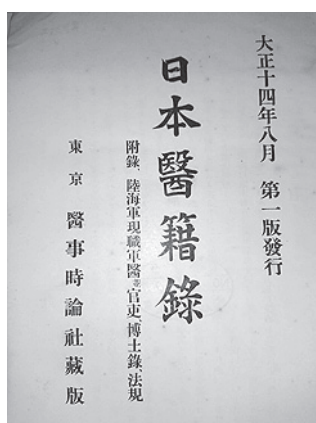 大正十四年八月　第一版發行
日本醫籍錄
附錄、陸海軍現職軍醫並官吏、博士錄、法規
東京　醫事時論社藏版